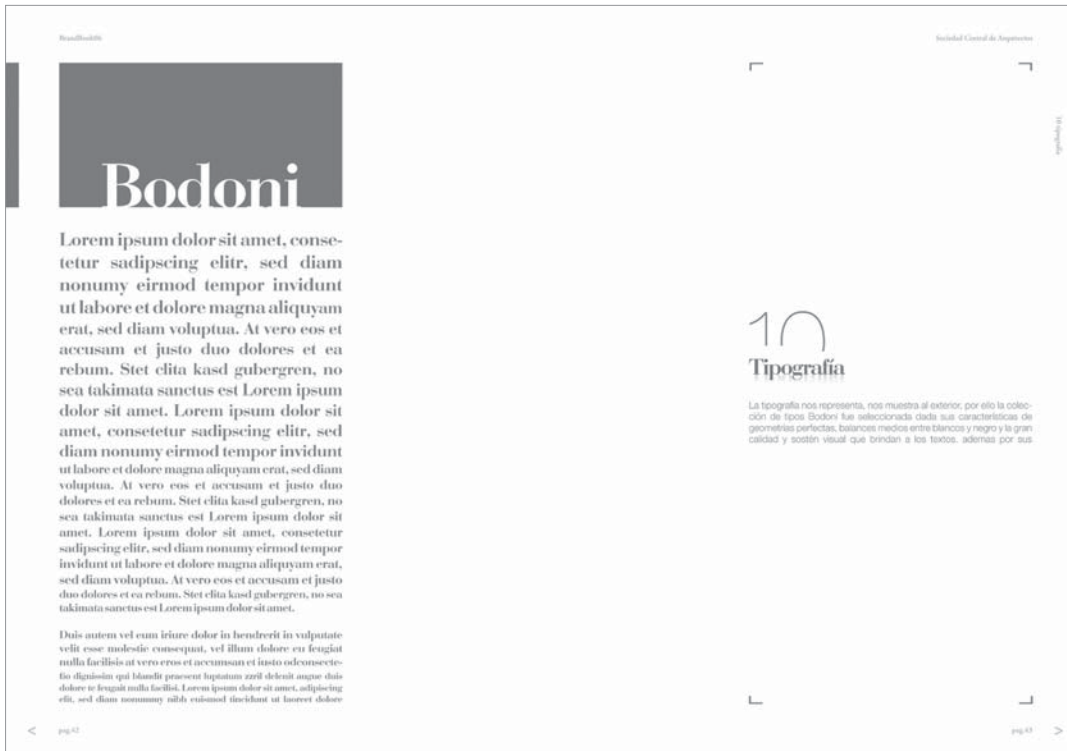 BrandBook06
Sociedad Central de Arquitectos
Bodoni
Lorem ipsum dolor sit amet, conse-
tetur sadipscing elitr, sed diam
nonumy eirmod tempor invidunt
ut labore et dolore magna aliquyam
erat, sed diam voluptua. At vero eos et
accusam et justo duo dolores et ea
rebum. Stet clita kasd gubergren, no
sea takimata sanctus est Lorem ipsum
dolor sit amet. Lorem ipsum dolor sit
amet, consetetur sadipscing elitr, sed
diam nonumy eirmod tempor invidunt
ut labore et dolore magna aliquyam erat, sed diam
voluptua. At vero eos et accusam et justo duo
dolores et ea rebum. Stet clita kasd gubergren, no
sea takimata sanctus est Lorem ipsum dolor sit
amet. Lorem ipsum dolor sit amet, consetetur
sadipscing elitr, sed diam nonumy eirmod tempor
invidunt ut labore et dolore magna aliquyam erat,
sed diam voluptua. At vero eos et accusam et justo
duo dolores et ea rebum. Stet clita kasd gubergren, no sea
takimata sanctus est Lorem ipsum dolor sit amet.
Duis autem vel eum iriure dolor in hendrerit in vulputate
velit esse molestie consequat, vel illum dolore eu feugiat
nulla facilisis at vero eros et accumsan et iusto odconsecte-
tio dignissim qui blandit praesent luptatum zzril delenit augue duis
dolore te feugait nulla facilisi. Lorem ipsum dolor sit amet, adipiscing
elit, sed diam nonummy nibh euismod tincidunt ut laoreet dolore
< pag.42
10 tipografía
10
Tipografía
La tipografía nos representa, nos muestra al exterior, por ello la colec-
ción de tipos Bodoni fue seleccionada dada sus características de
geometrías perfectas, balances medios entre blancos y negro y la gran
calidad y sostén visual que brindan a los textos, ademas por sus
pag.43 >